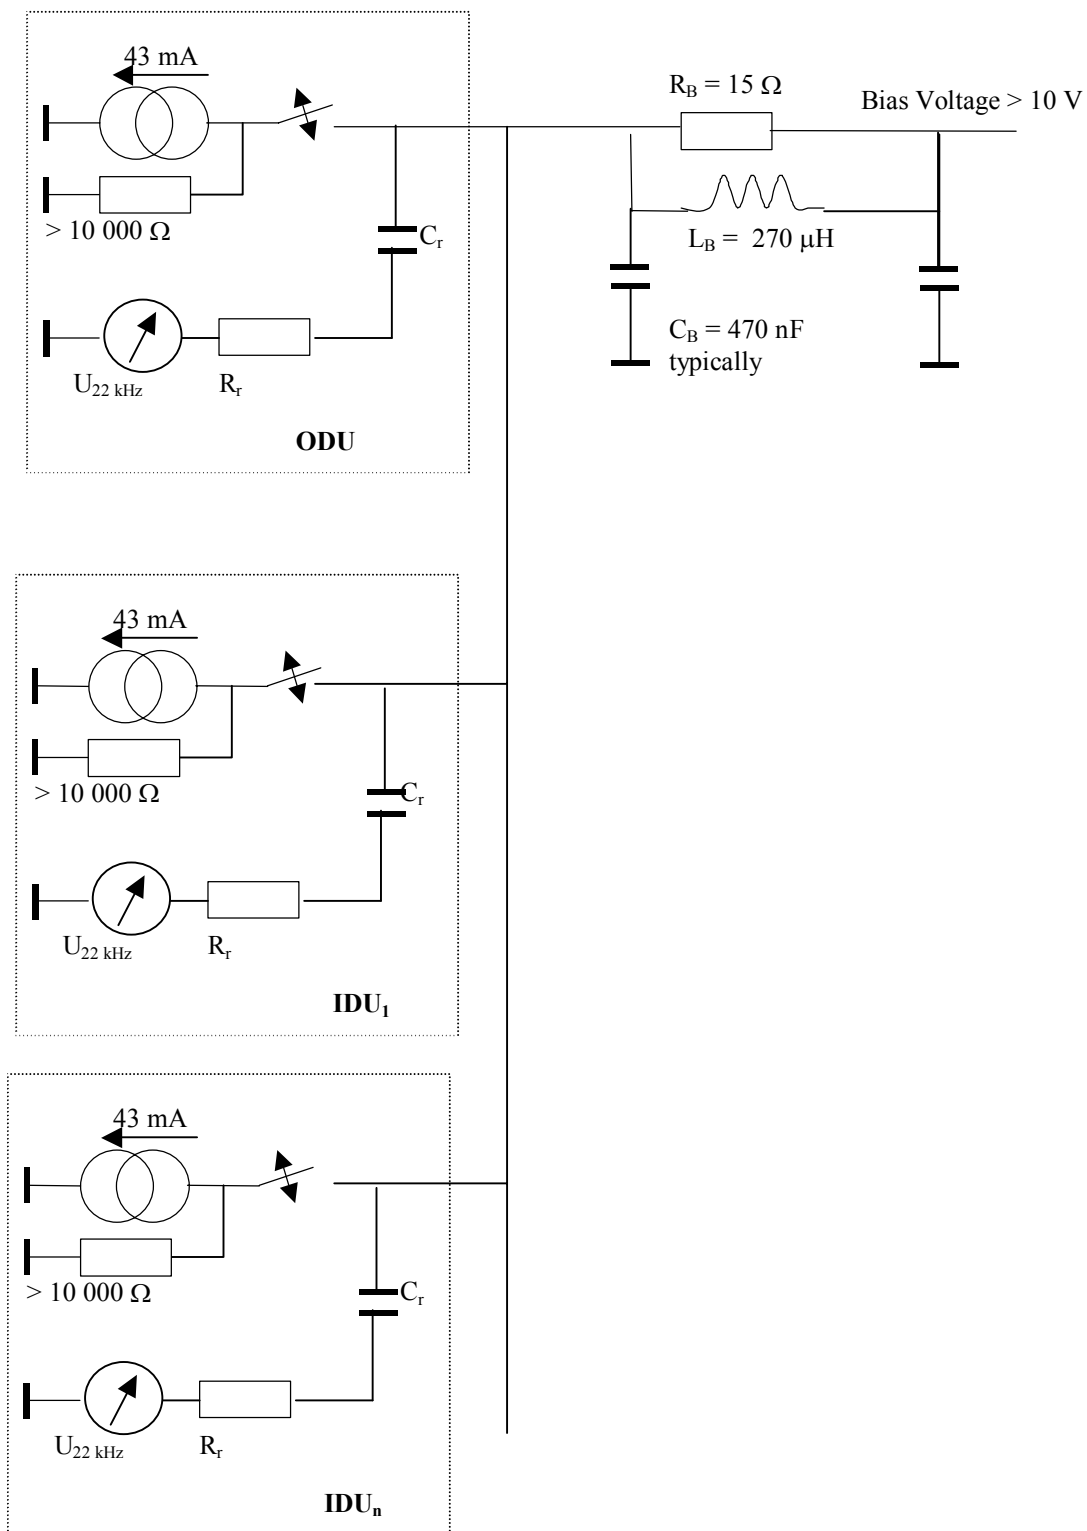 43 mA
R_B = 15 Ω
Bias Voltage > 10 V
> 10 000 Ω
C_r
L_B = 270 μH
C_B = 470 nF
typically
U_22 kHz
R_r
ODU
43 mA
> 10 000 Ω
C_r
U_22 kHz
R_r
IDU_1
43 mA
> 10 000 Ω
C_r
U_22 kHz
R_r
IDU_n